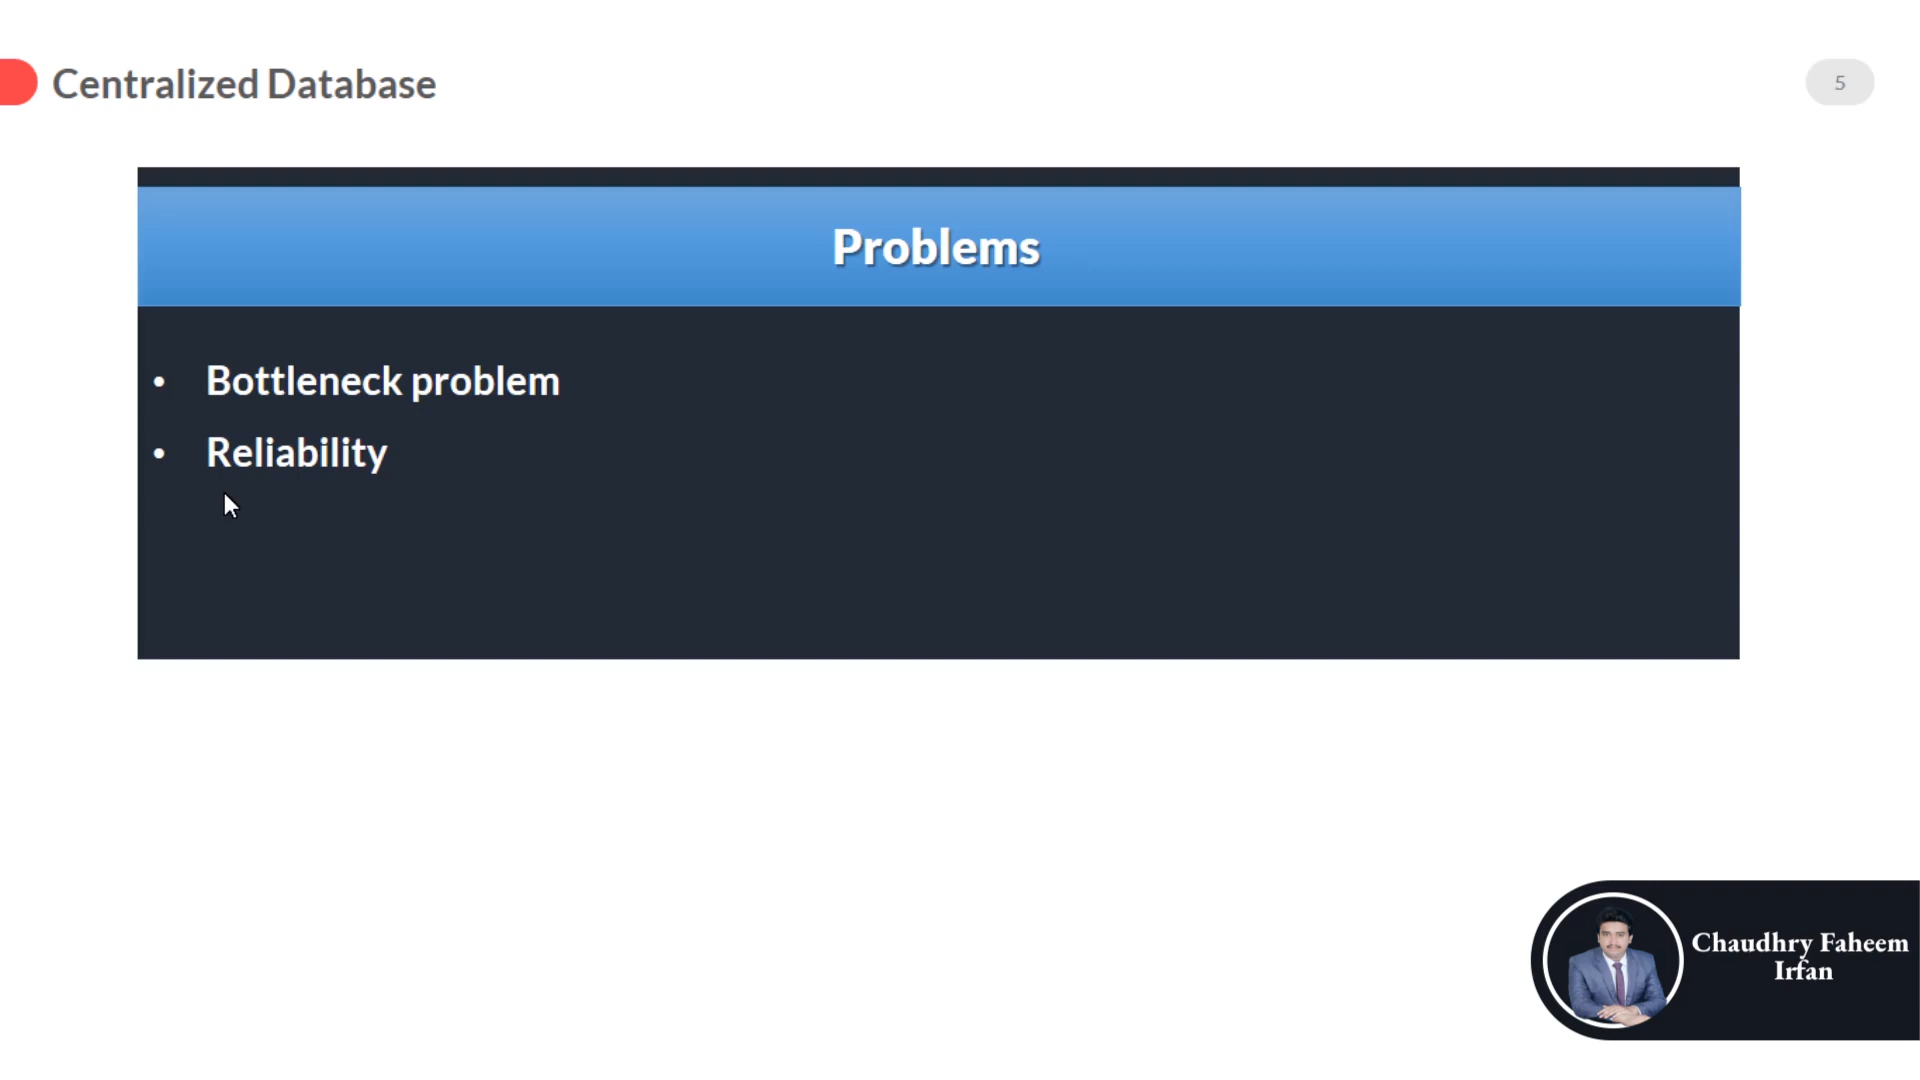 Centralized Database
5
Problems
• Bottleneck problem
• Reliability
Chaudhry Faheem
Irfan